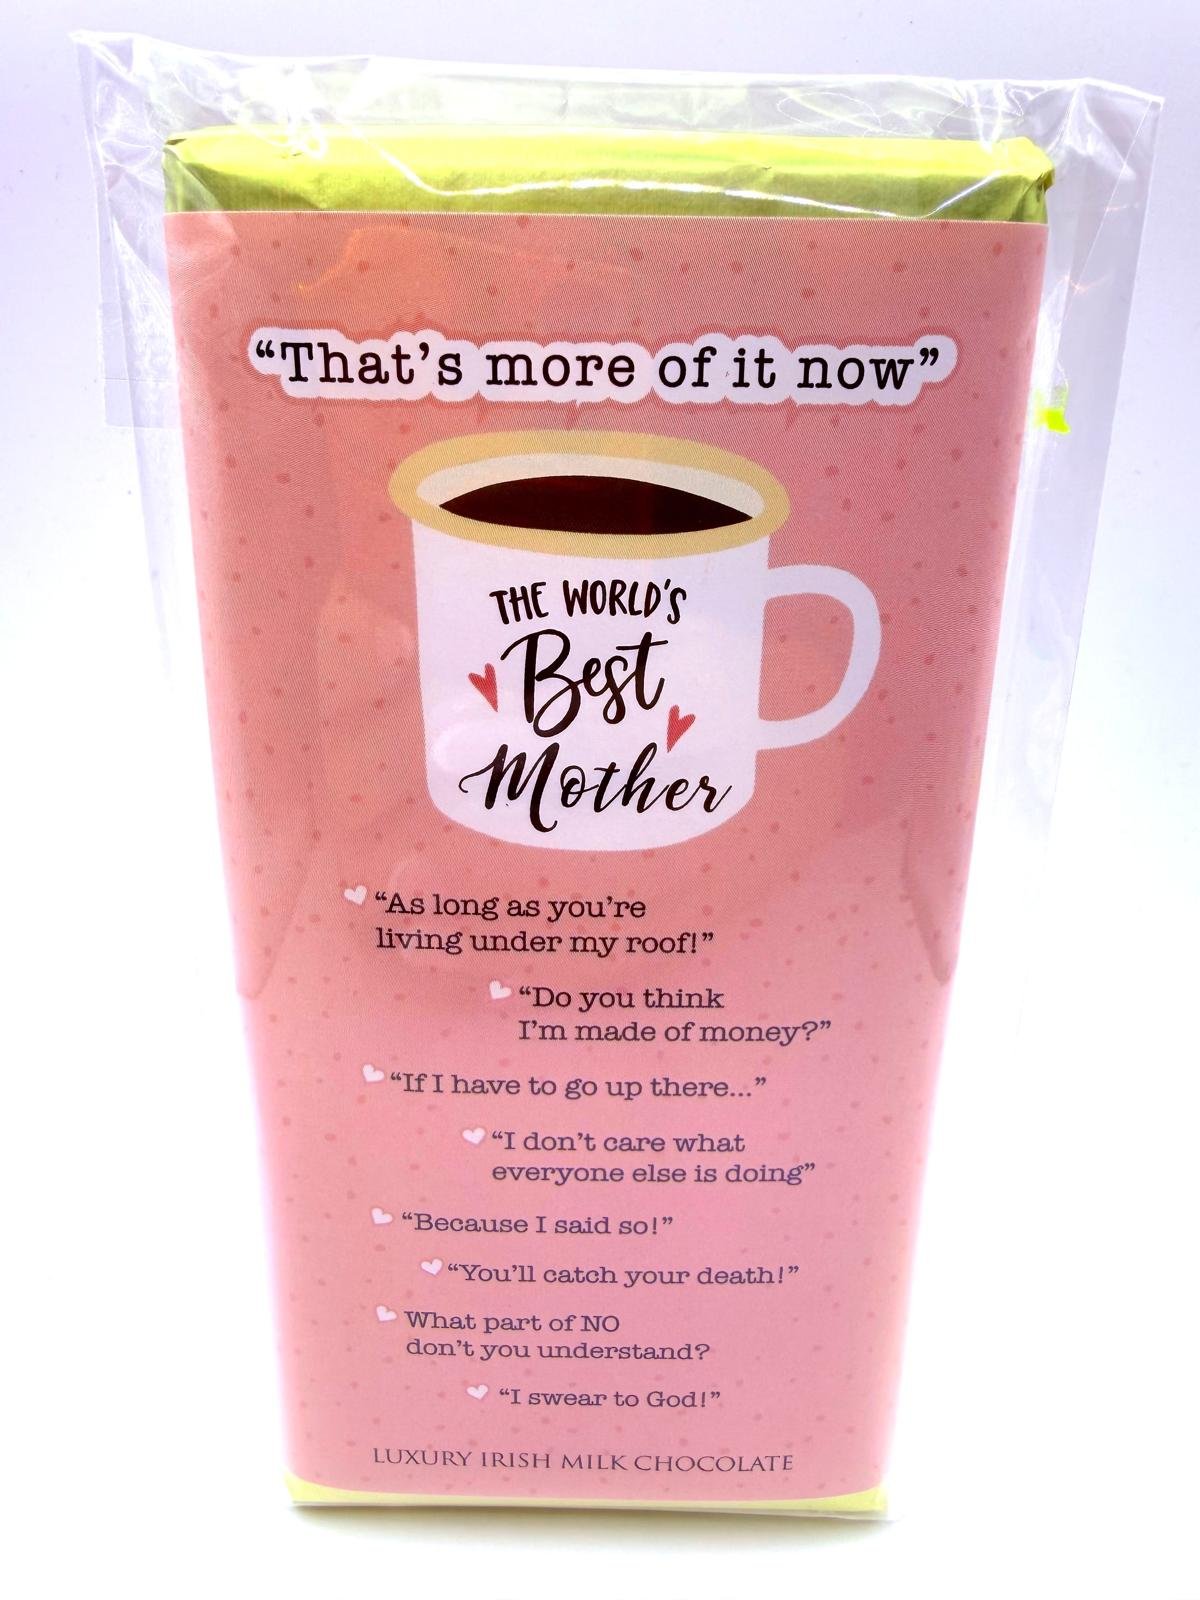 “That’s more of it now”
THE WORLD’S
Best
Mother
“As long as you’re
living under my roof!”
“Do you think
I’m made of money?”
“If I have to go up there...”
“I don’t care what
everyone else is doing”
“Because I said so!”
“You’ll catch your death!”
What part of NO
don’t you understand?
“I swear to God!”
LUXURY IRISH MILK CHOCOLATE